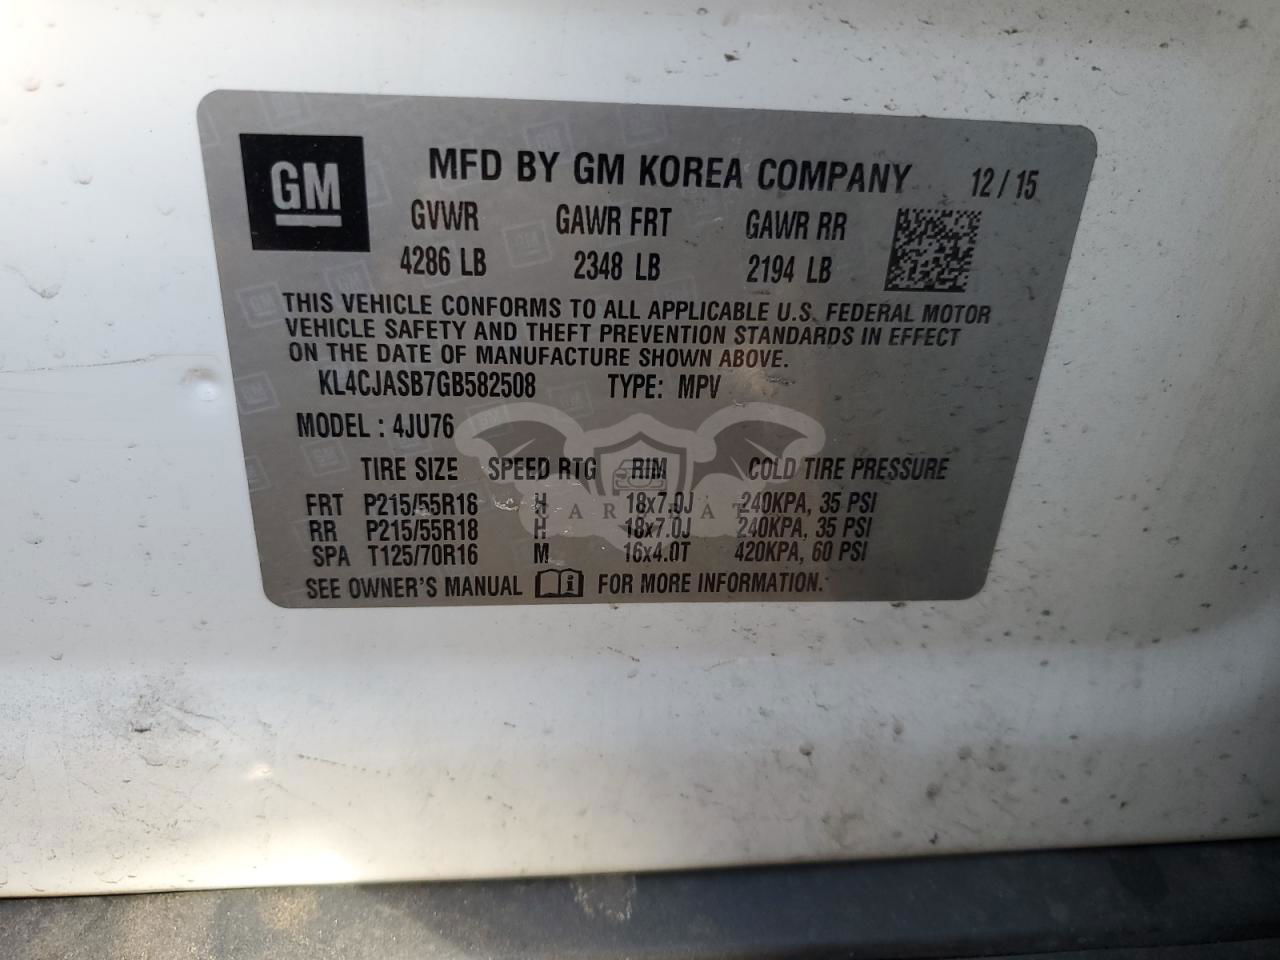 GM
MFD BY GM KOREA COMPANY 12 / 15
GVWR GAWR FRT GAWR RR
4286 LB 2348 LB 2194 LB
THIS VEHICLE CONFORMS TO ALL APPLICABLE U.S. FEDERAL MOTOR
VEHICLE SAFETY AND THEFT PREVENTION STANDARDS IN EFFECT
ON THE DATE OF MANUFACTURE SHOWN ABOVE.
KL4CJASB7GB582508 TYPE: MPV
MODEL : 4JU76
TIRE SIZE SPEED RTG RIM COLD TIRE PRESSURE
FRT P215/55R18 H 18x7.0J 240KPA, 35 PSI
RR P215/55R18 H 18x7.0J 240KPA, 35 PSI
SPA T125/70R16 M 16x4.0T 420KPA, 60 PSI
SEE OWNER'S MANUAL i FOR MORE INFORMATION.